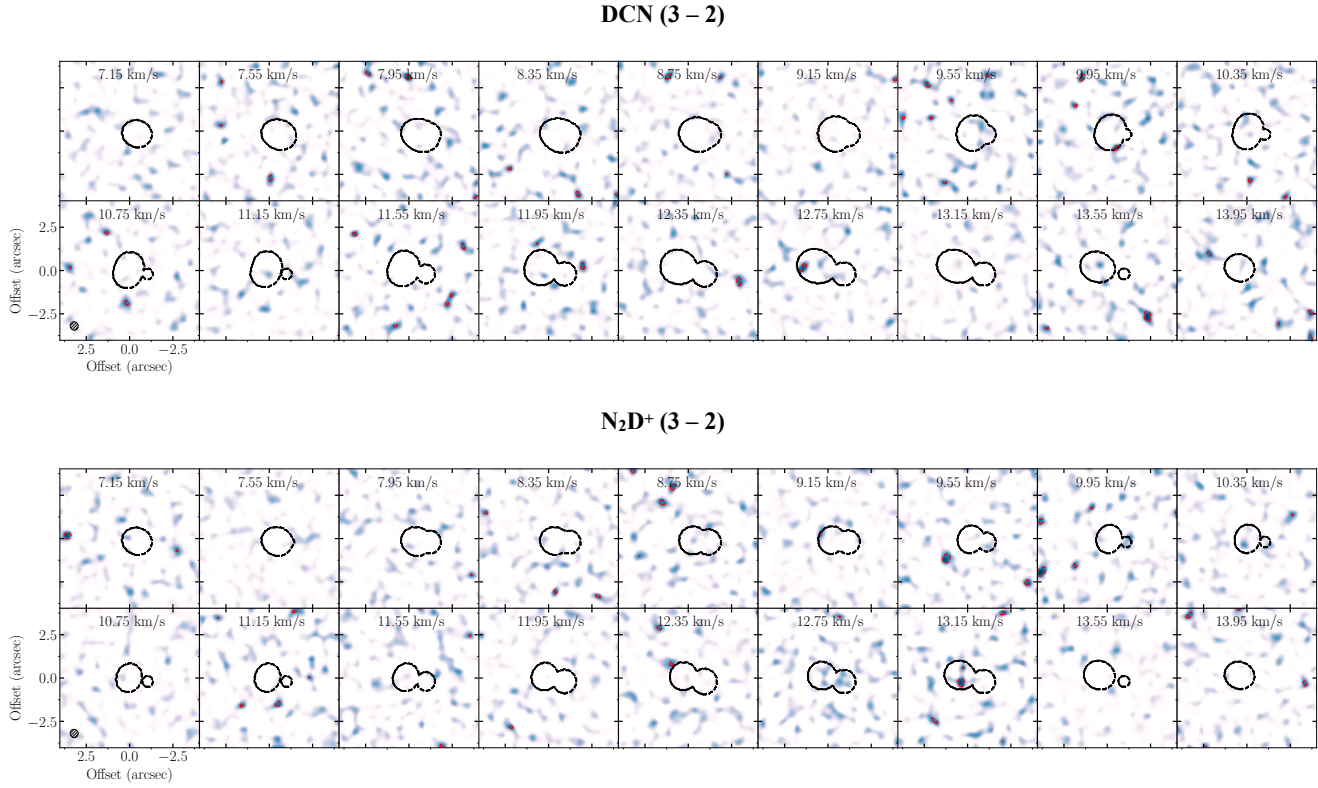 DCN (3 – 2)
7.15 km/s 7.55 km/s 7.95 km/s 8.35 km/s 8.75 km/s 9.15 km/s 9.55 km/s 9.95 km/s 10.35 km/s
10.75 km/s 11.15 km/s 11.55 km/s 11.95 km/s 12.35 km/s 12.75 km/s 13.15 km/s 13.55 km/s 13.95 km/s
2.5
0.0
−2.5
Offset (arcsec)
2.5 0.0 −2.5
Offset (arcsec)
N₂D⁺ (3 – 2)
7.15 km/s 7.55 km/s 7.95 km/s 8.35 km/s 8.75 km/s 9.15 km/s 9.55 km/s 9.95 km/s 10.35 km/s
10.75 km/s 11.15 km/s 11.55 km/s 11.95 km/s 12.35 km/s 12.75 km/s 13.15 km/s 13.55 km/s 13.95 km/s
2.5
0.0
−2.5
Offset (arcsec)
2.5 0.0 −2.5
Offset (arcsec)